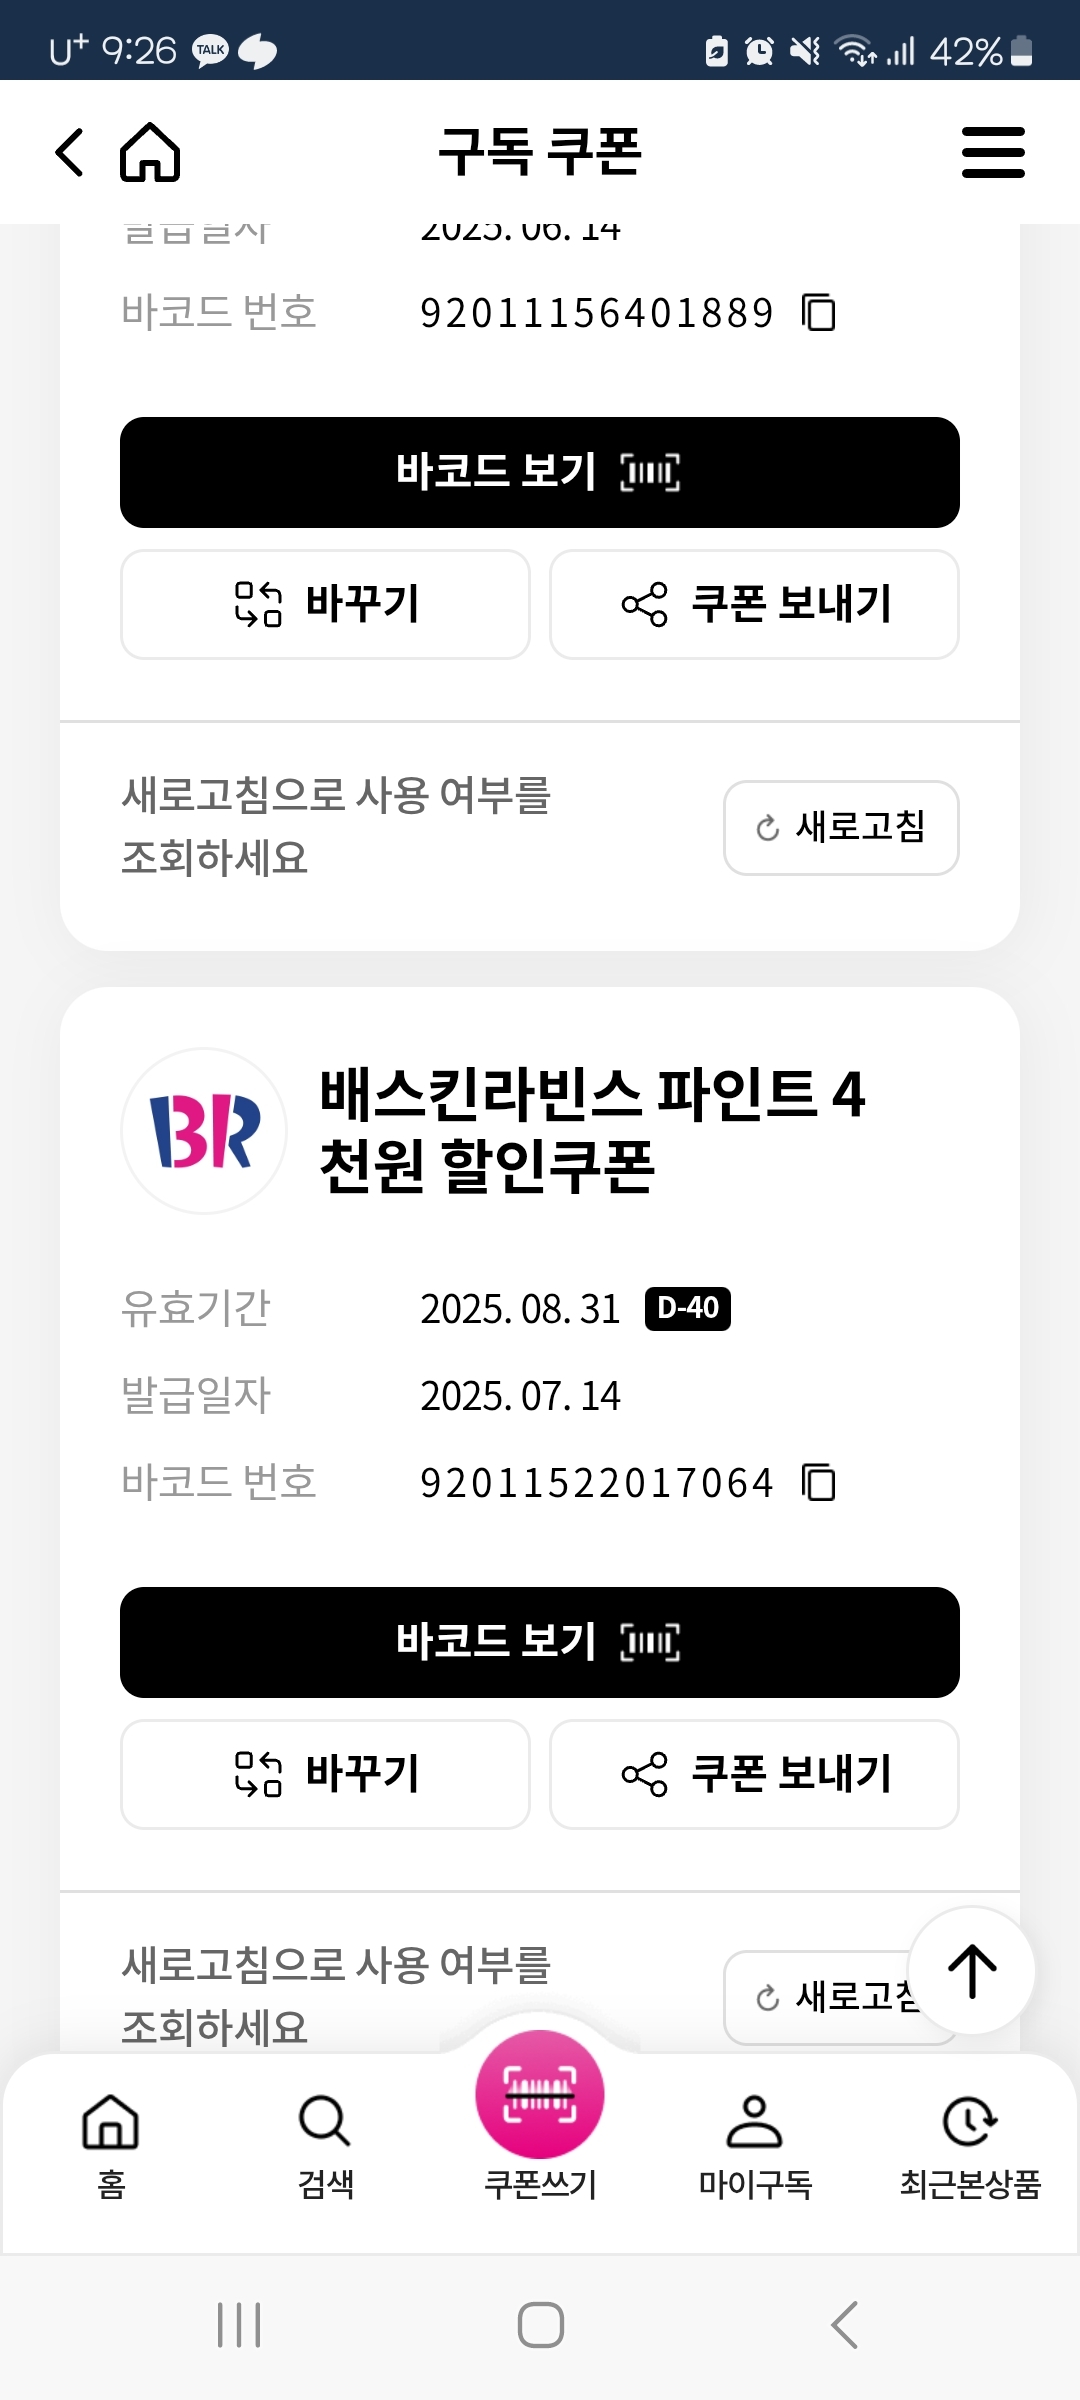 U+ 9:26 TALK 42%
구독 쿠폰
발급일자 2025. 06. 14
바코드 번호 92011156401889
바코드 보기
바꾸기 쿠폰 보내기
새로고침으로 사용 여부를
조회하세요
새로고침
BR
배스킨라빈스 파인트 4
천원 할인쿠폰
유효기간 2025. 08. 31 D-40
발급일자 2025. 07. 14
바코드 번호 92011522017064
바코드 보기
바꾸기 쿠폰 보내기
새로고침으로 사용 여부를
조회하세요
새로고침
홈 검색 쿠폰쓰기 마이구독 최근본상품